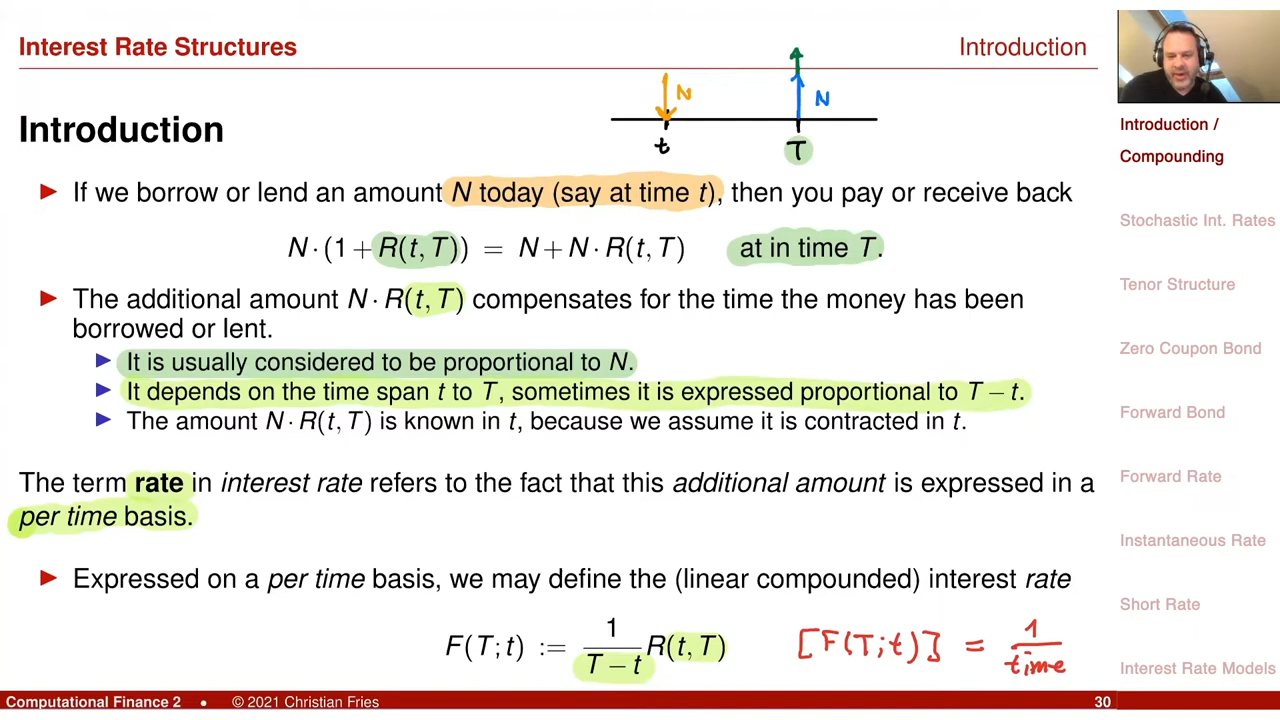 Interest Rate Structures
Introduction
N
N
t
T
Introduction
► If we borrow or lend an amount N today (say at time t), then you pay or receive back
N · (1 + R(t, T)) = N + N · R(t, T) at in time T.
► The additional amount N · R(t, T) compensates for the time the money has been
borrowed or lent.
► It is usually considered to be proportional to N.
► It depends on the time span t to T, sometimes it is expressed proportional to T − t.
► The amount N · R(t, T) is known in t, because we assume it is contracted in t.
The term rate in interest rate refers to the fact that this additional amount is expressed in a
per time basis.
► Expressed on a per time basis, we may define the (linear compounded) interest rate
F(T; t) := 1/(T − t) R(t, T) [F(T; t)] = 1/time
Introduction /
Compounding
Stochastic Int. Rates
Tenor Structure
Zero Coupon Bond
Forward Bond
Forward Rate
Instantaneous Rate
Short Rate
Interest Rate Models
Computational Finance 2 • © 2021 Christian Fries 30